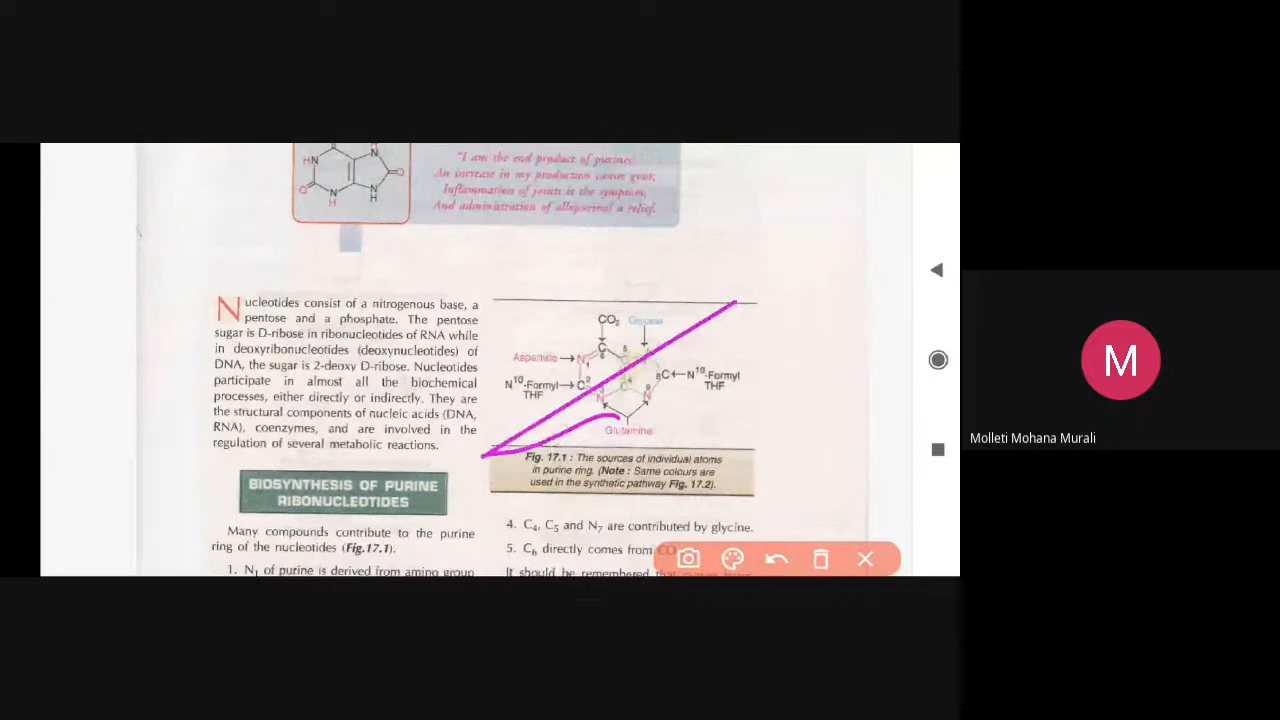 "I am the end product of purines;
An increase in my production causes gout;
Inflammation of joints is the symptom,
And administration of allopurinol a relief."
Nucleotides consist of a nitrogenous base, a
pentose and a phosphate. The pentose
sugar is D-ribose in ribonucleotides of RNA while
in deoxyribonucleotides (deoxynucleotides) of
DNA, the sugar is 2-deoxy D-ribose. Nucleotides
participate in almost all the biochemical
processes, either directly or indirectly. They are
the structural components of nucleic acids (DNA,
RNA), coenzymes, and are involved in the
regulation of several metabolic reactions.
BIOSYNTHESIS OF PURINE
RIBONUCLEOTIDES
Many compounds contribute to the purine
ring of the nucleotides (Fig.17.1).
1. N₁ of purine is derived from amino group
CO₂ Glycine
Aspartate
N¹⁰-Formyl
THF
N¹⁰-Formyl
THF
Glutamine
Fig. 17.1 : The sources of individual atoms
in purine ring. (Note : Same colours are
used in the synthetic pathway Fig. 17.2).
4. C₄, C₅ and N₇ are contributed by glycine.
5. C₆ directly comes from
It should be remembered
M
Molleti Mohana Murali